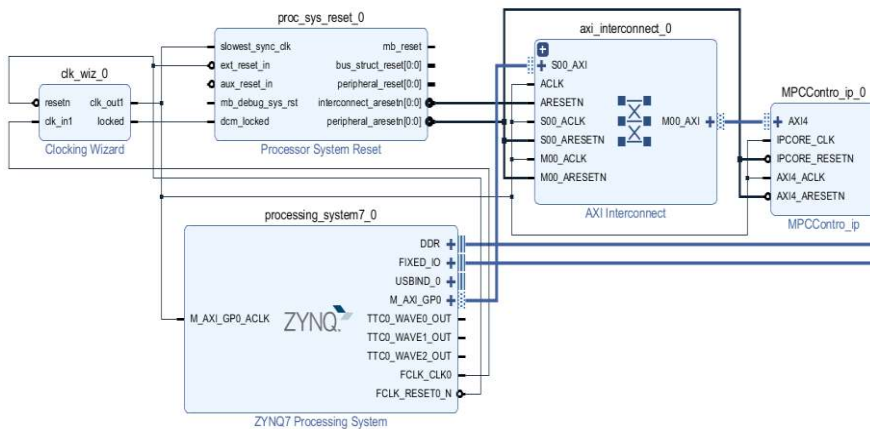 proc_sys_reset_0
slowest_sync_clk
mb_reset
ext_reset_in
bus_struct_reset[0:0]
aux_reset_in
peripheral_reset[0:0]
mb_debug_sys_rst
interconnect_aresetn[0:0]
dcm_locked
peripheral_aresetn[0:0]
Processor System Reset
clk_wiz_0
resetn
clk_out1
clk_in1
locked
Clocking Wizard
axi_interconnect_0
S00_AXI
ACLK
ARESETN
S00_ACLK
M00_AXI
S00_ARESETN
M00_ACLK
M00_ARESETN
AXI Interconnect
MPCContro_ip_0
AXI4
IPCORE_CLK
IPCORE_RESETN
AXI4_ACLK
AXI4_ARESETN
MPCContro_ip
processing_system7_0
DDR
FIXED_IO
USBIND_0
M_AXI_GP0
M_AXI_GP0_ACLK
ZYNQ.
TTC0_WAVE0_OUT
TTC0_WAVE1_OUT
TTC0_WAVE2_OUT
FCLK_CLK0
FCLK_RESET0_N
ZYNQ7 Processing System